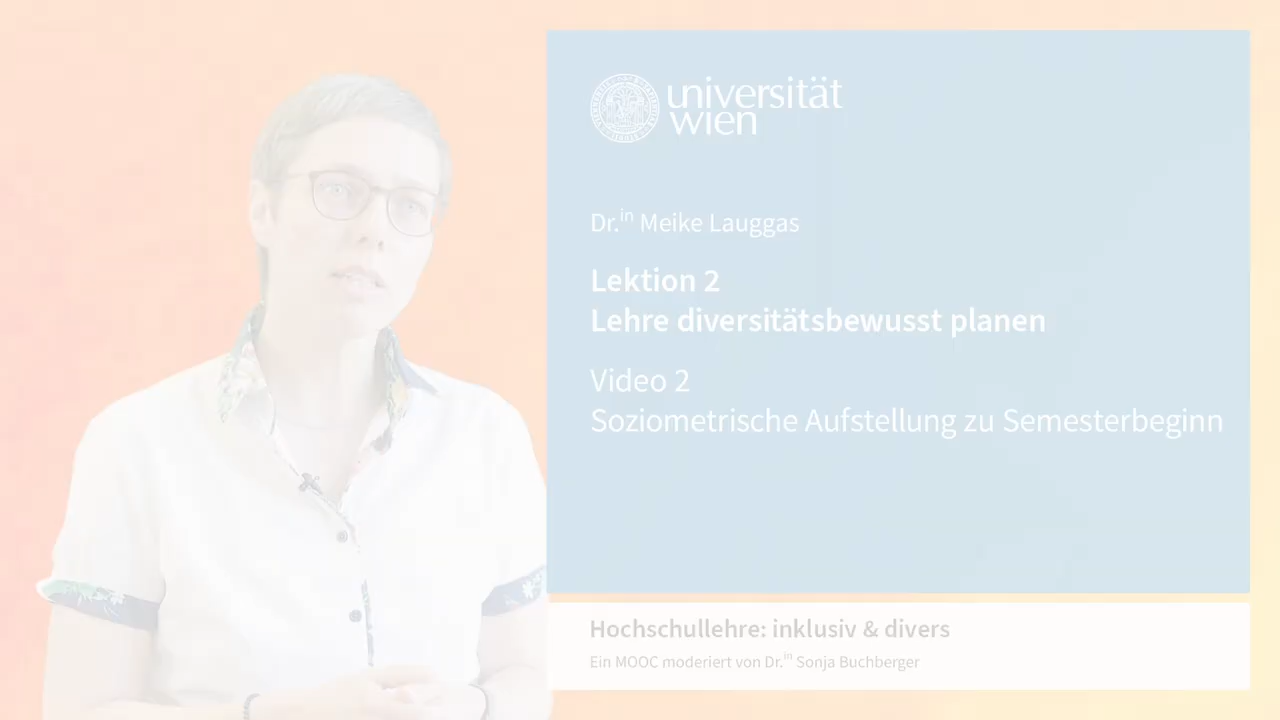 universität
wien
Dr.in Meike Lauggas
Lektion 2
Lehre diversitätsbewusst planen
Video 2
Soziometrische Aufstellung zu Semesterbeginn
Hochschullehre: inklusiv & divers
Ein MOOC moderiert von Dr.in Sonja Buchberger